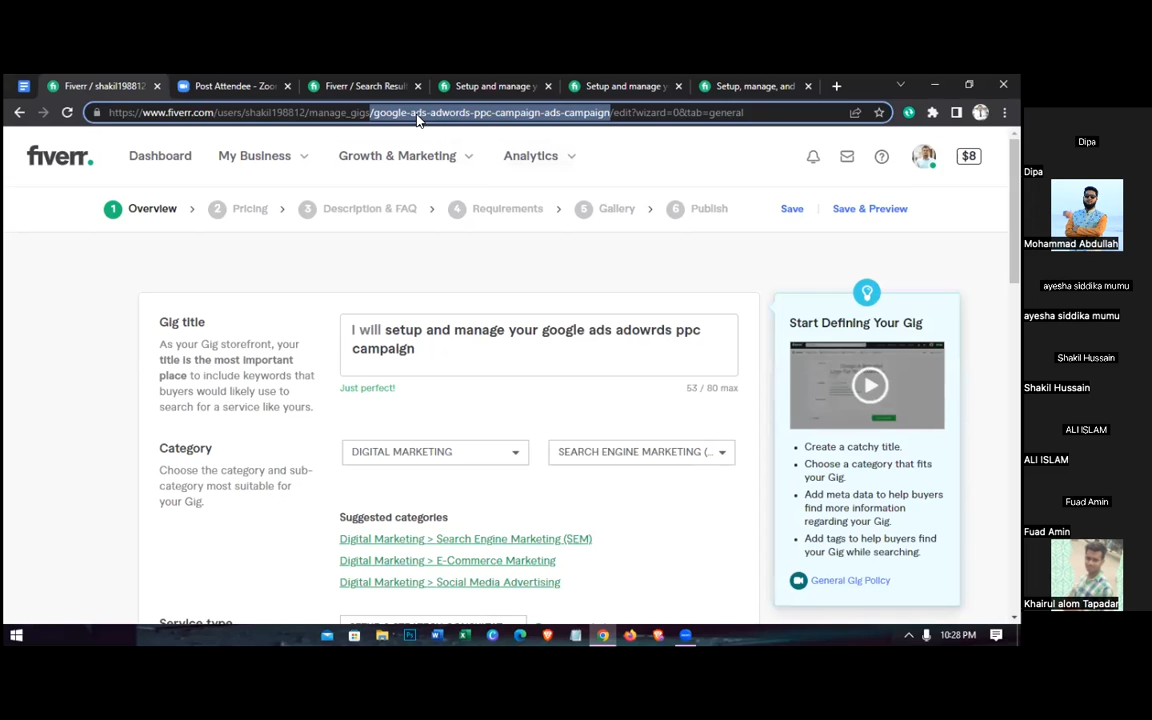 Fiverr / shakil198812
Post Attendee - Zoo
Fiverr / Search Resul
Setup and manage y
Setup and manage y
Setup, manage, and
https://www.fiverr.com/users/shakil198812/manage_gigs/google-ads-adwords-ppc-campaign-ads-campaign/edit?wizard=0&tab=general
fiverr.
Dashboard
My Business
Growth & Marketing
Analytics
$8
1 Overview
2 Pricing
3 Description & FAQ
4 Requirements
5 Gallery
6 Publish
Save
Save & Preview
Gig title
As your Gig storefront, your
title is the most important
place to include keywords that
buyers would likely use to
search for a service like yours.
I will setup and manage your google ads adowrds ppc
campaign
Just perfect!
53 / 80 max
Category
Choose the category and sub-
category most suitable for
your Gig.
DIGITAL MARKETING
SEARCH ENGINE MARKETING (...
Suggested categories
Digital Marketing > Search Engine Marketing (SEM)
Digital Marketing > E-Commerce Marketing
Digital Marketing > Social Media Advertising
Service type
Start Defining Your Gig
Create a catchy title.
Choose a category that fits
your Gig.
Add meta data to help buyers
find more information
regarding your Gig.
Add tags to help buyers find
your Gig while searching.
General Gig Policy
10:28 PM
Dipa
Dipa
Mohammad Abdullah
ayesha siddika mumu
ayesha siddika mumu
Shakil Hussain
Shakil Hussain
ALI ISLAM
ALI ISLAM
Fuad Amin
Fuad Amin
Khairul alom Tapadar